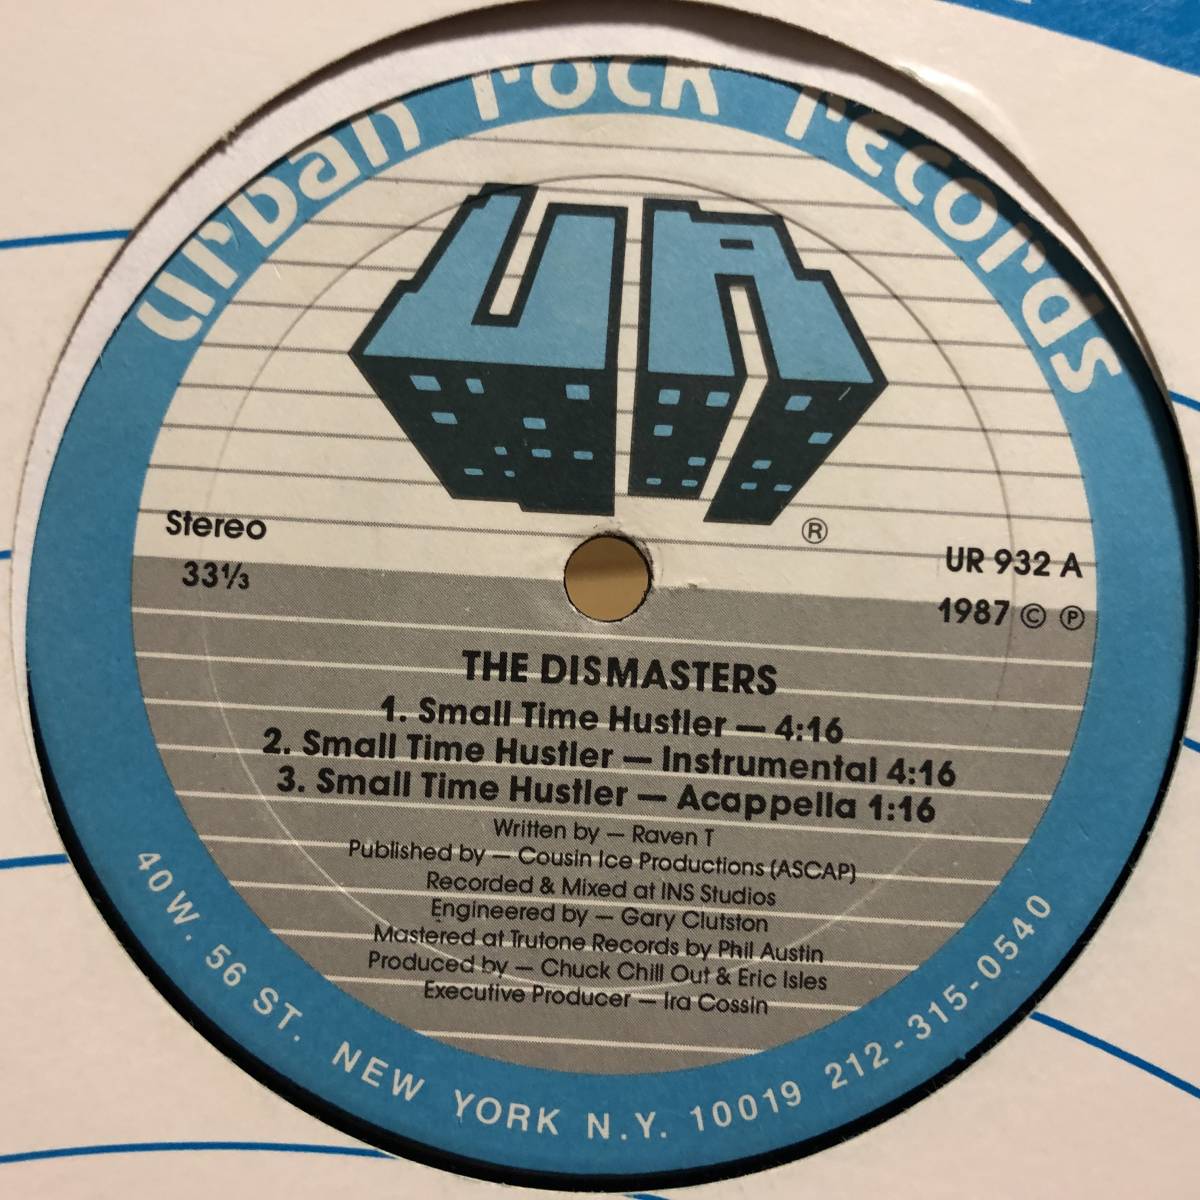 urban rock records
UR
®
Stereo
33⅓
UR 932 A
1987 © ℗
THE DISMASTERS
1. Small Time Hustler — 4:16
2. Small Time Hustler — Instrumental 4:16
3. Small Time Hustler — Acappella 1:16
Written by — Raven T
Published by — Cousin Ice Productions (ASCAP)
Recorded & Mixed at INS Studios
Engineered by — Gary Clutston
Mastered at Trutone Records by Phil Austin
Produced by — Chuck Chill Out & Eric Isles
Executive Producer — Ira Cossin
40 W. 56 ST. NEW YORK N.Y. 10019 212-315-0540